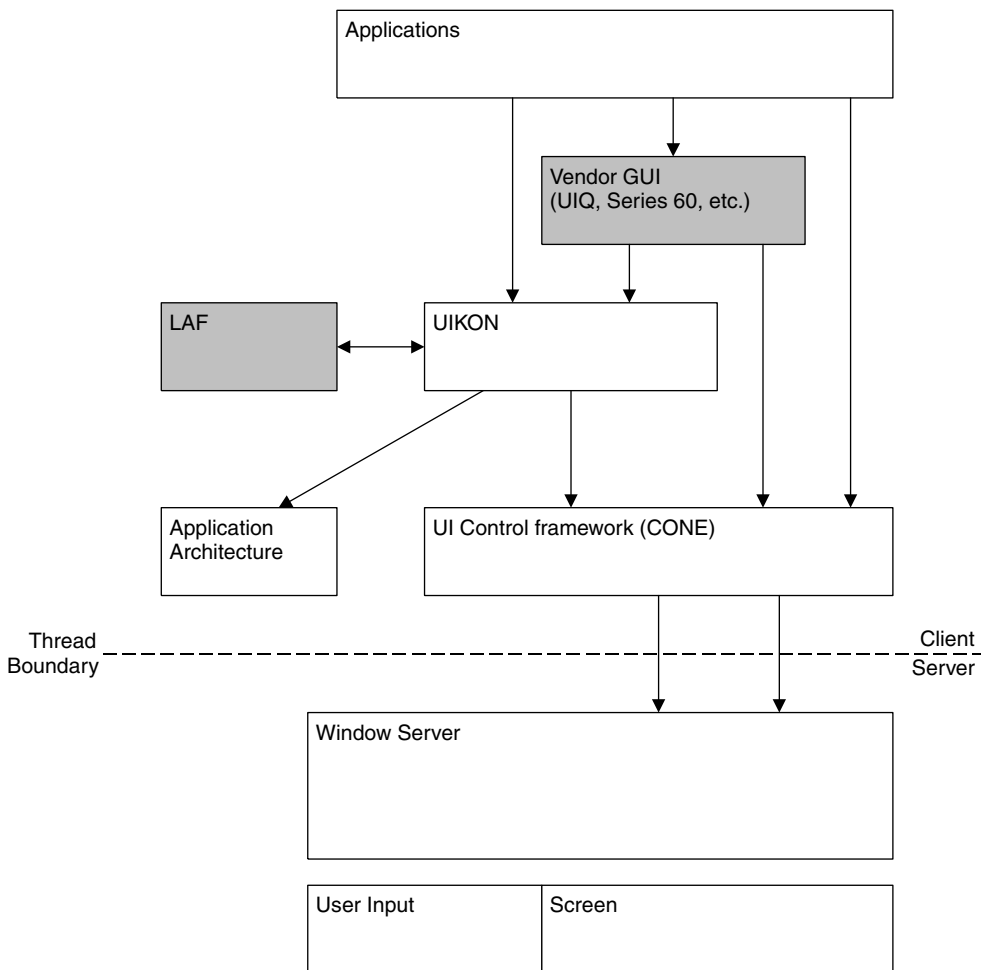 Applications
Vendor GUI
(UIQ, Series 60, etc.)
LAF
UIKON
Application
Architecture
UI Control framework (CONE)
Thread
Boundary
Client
Server
Window Server
User Input
Screen